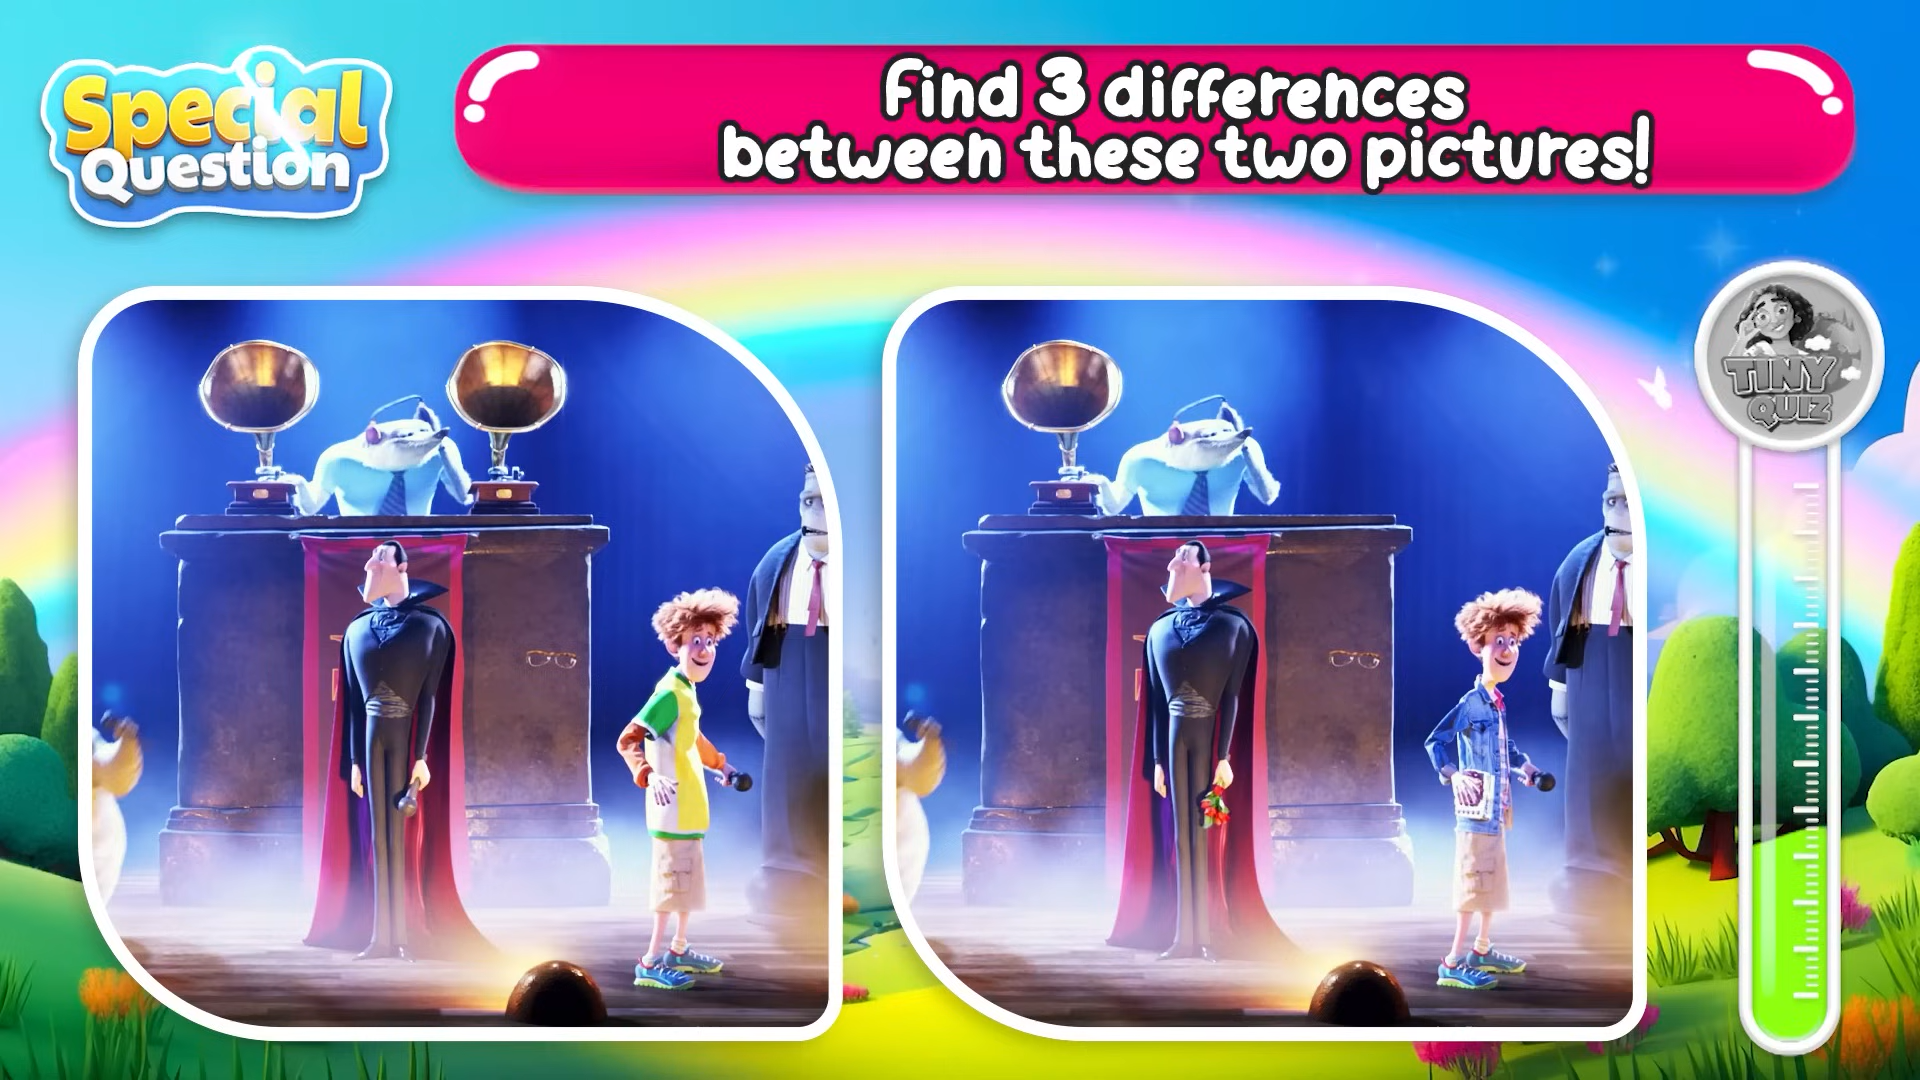 Special
Question
Find 3 differences
between these two pictures!
TINY
QUIZ